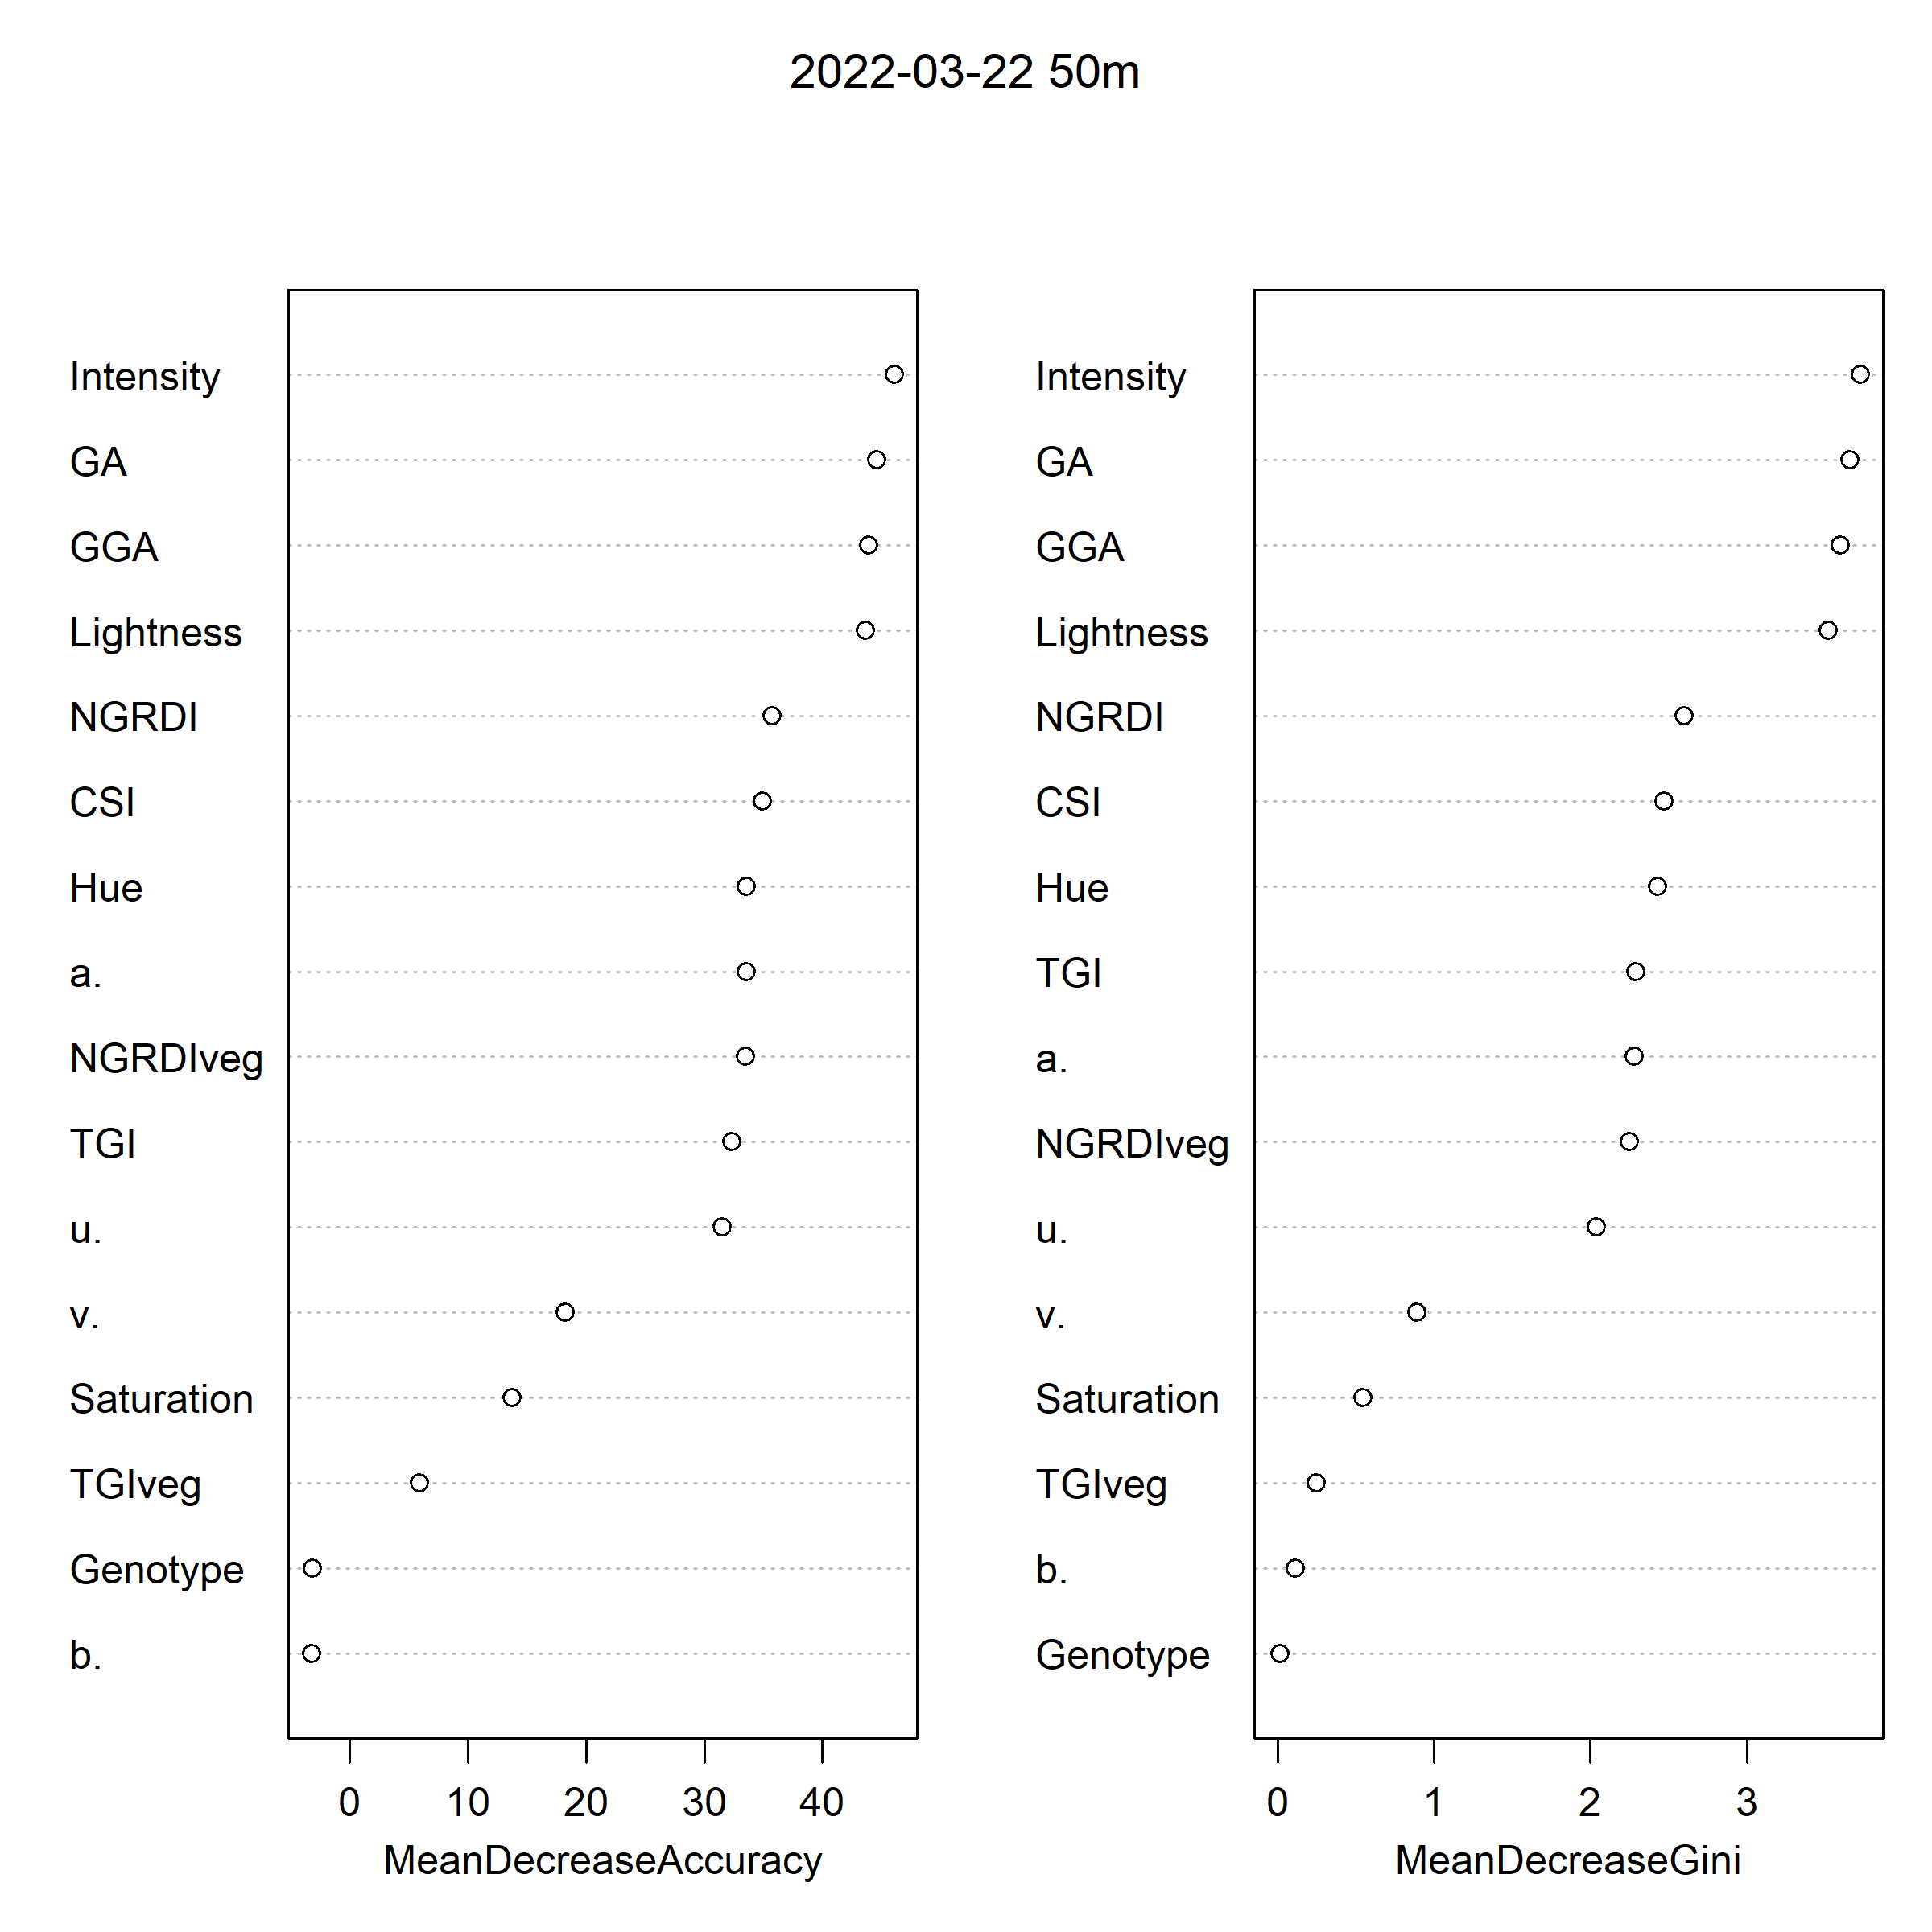 2022-03-22 50m
Intensity
GA
GGA
Lightness
NGRDI
CSI
Hue
a.
NGRDIveg
TGI
u.
v.
Saturation
TGIveg
Genotype
b.
0 10 20 30 40
MeanDecreaseAccuracy
Intensity
GA
GGA
Lightness
NGRDI
CSI
Hue
TGI
a.
NGRDIveg
u.
v.
Saturation
TGIveg
b.
Genotype
0 1 2 3
MeanDecreaseGini